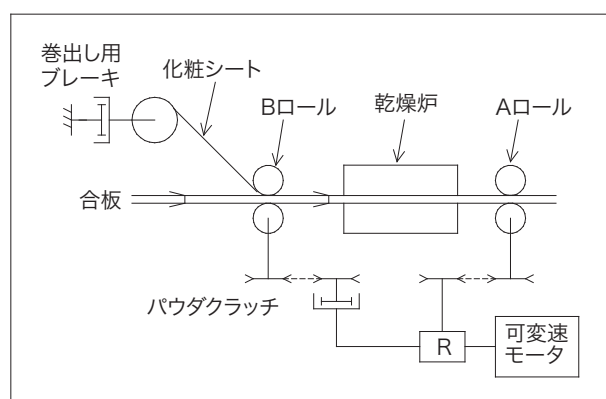 巻出し用
ブレーキ
化粧シート
Bロール
乾燥炉
Aロール
合板
パウダクラッチ
R
可変速
モータ